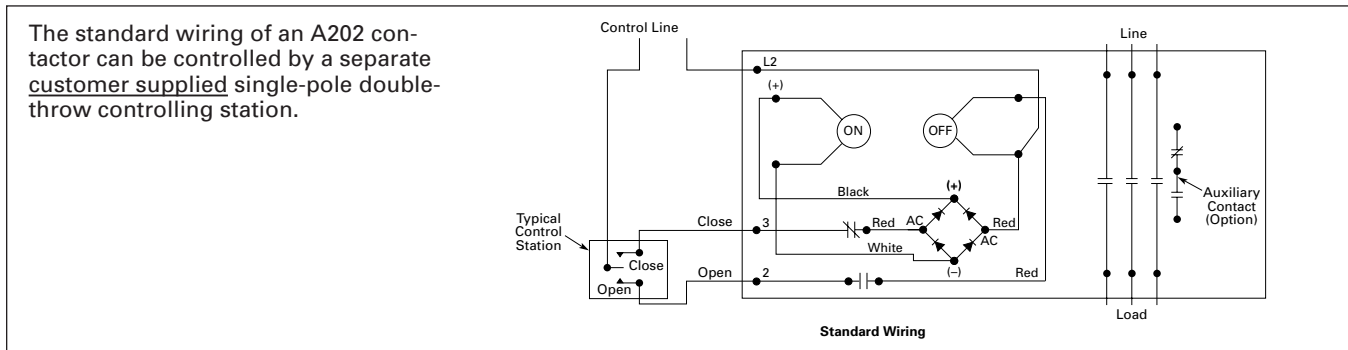 The standard wiring of an A202 con-
tactor can be controlled by a separate
customer supplied single-pole double-
throw controlling station.
Control Line
Line
L2
(+)
ON
OFF
Black
(+)
Auxiliary
Contact
(Option)
Typical
Control
Station
Close
3
Red
AC
Red
AC
White
Close
(–)
Open
Open
2
Red
Load
Standard Wiring